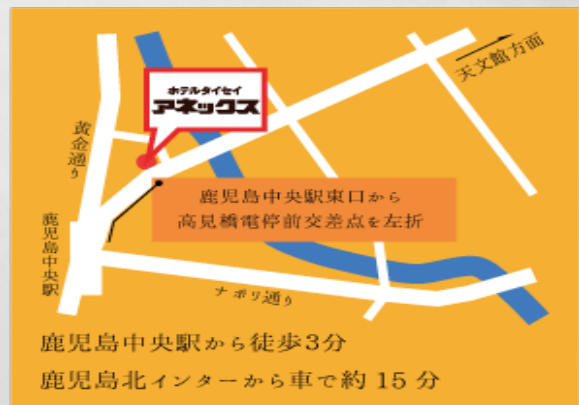 天文館方面
ホテルタイセイ
アネックス
黄金通り
鹿児島中央駅東口から
高見橋電停前交差点を左折
鹿児島中央駅
ナポリ通り
鹿児島中央駅から徒歩3分
鹿児島北インターから車で約 15 分